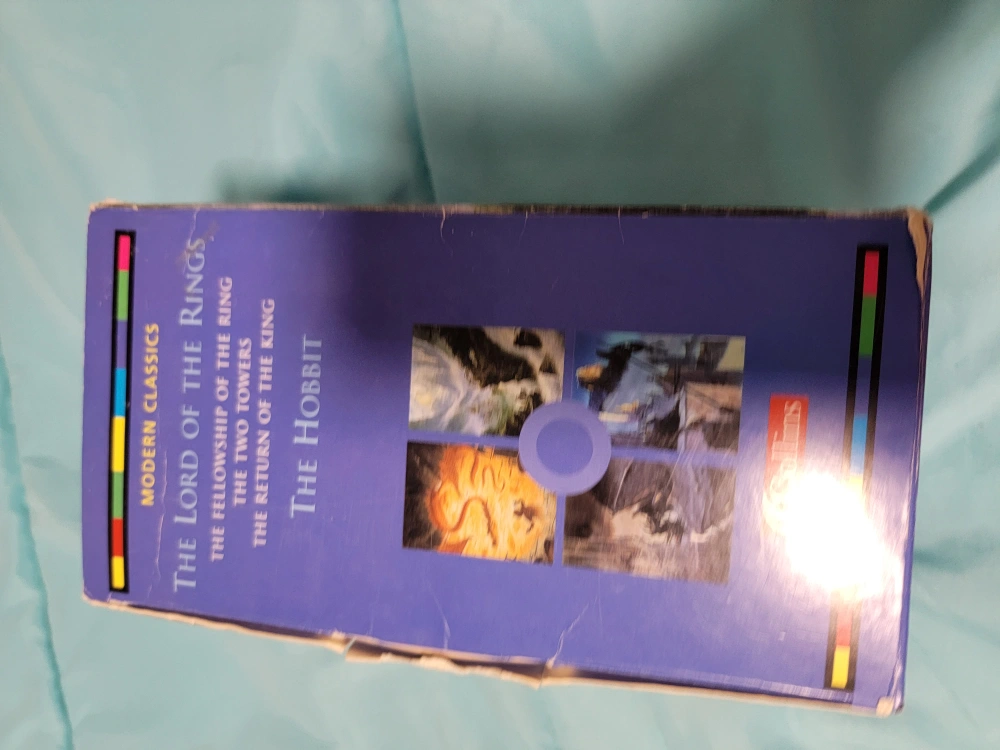 MODERN CLASSICS
THE LORD OF THE RINGS
THE FELLOWSHIP OF THE RING
THE TWO TOWERS
THE RETURN OF THE KING
THE HOBBIT